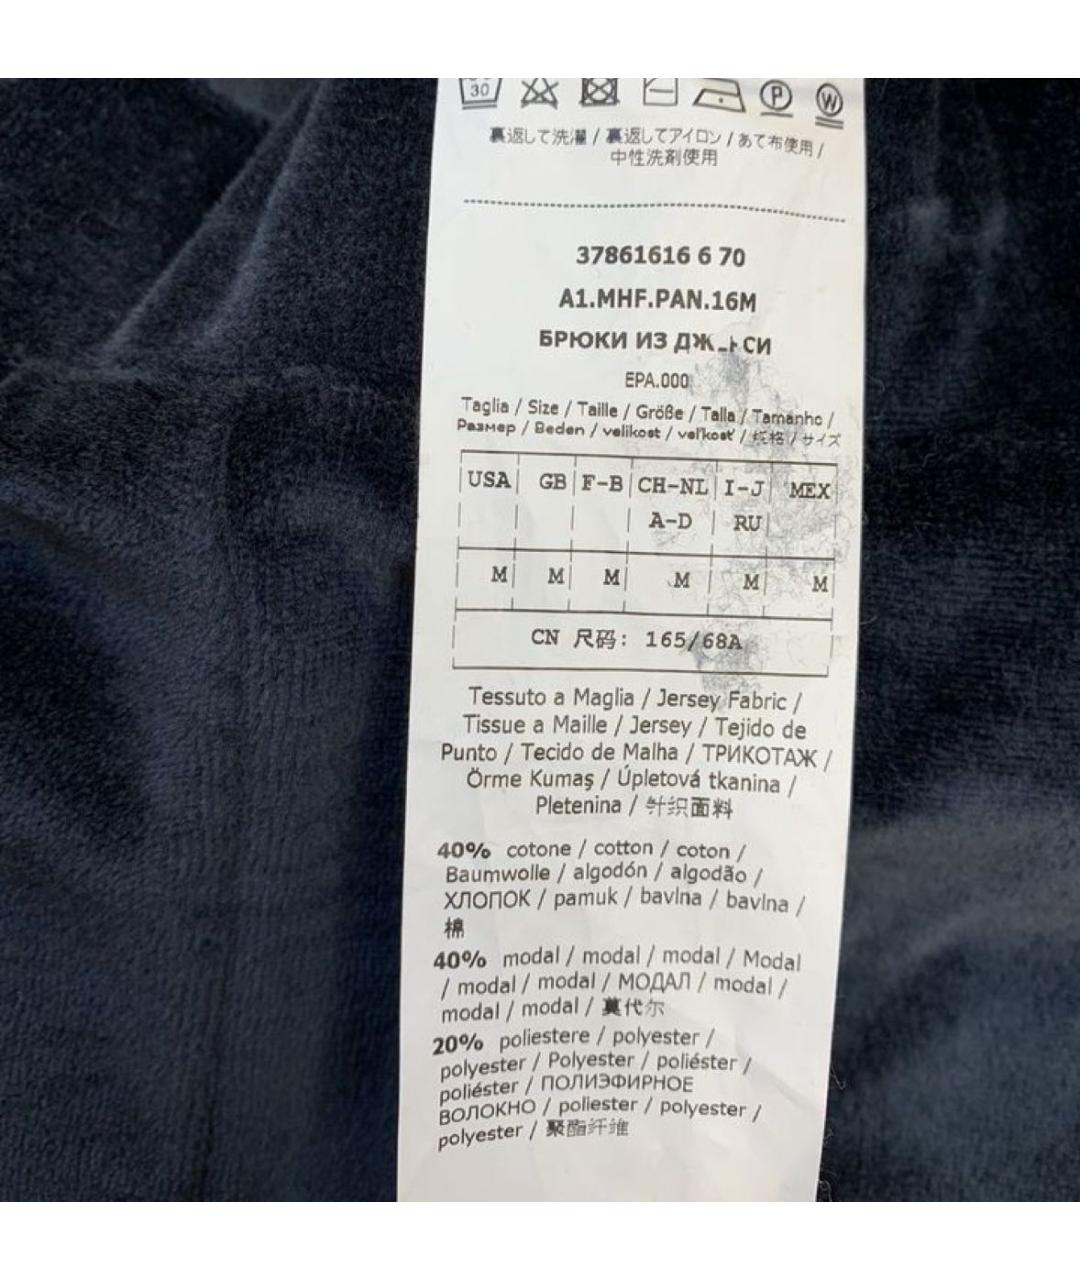 30
P
W
裏返して洗濯 / 裏返してアイロン / あて布使用 /
中性洗剤使用
37861616 6 70
A1.MHF.PAN.16M
БРЮКИ ИЗ
EPA.000
Taglia / Size / Taille / Größe / Talla / Tamanho /
Размер / Beden / velikost / veľkosť / 规格 / サイズ
USA GB F-B CH-NL I-J MEX
A-D RU
M M M M M M
CN 尺码: 165/68A
Tessuto a Maglia / Jersey Fabric /
Tissue a Maille / Jersey / Tejido de
Punto / Tecido de Malha / ТРИКОТАЖ /
Örme Kumaş / Úpletová tkanina /
Pletenina / 针织面料
40% cotone / cotton / coton /
Baumwolle / algodón / algodão /
ХЛОПОК / pamuk / bavlna / bavlna /
棉
40% modal / modal / modal / Modal
/ modal / modal / МОДАЛ / modal /
modal / modal / 莫代尔
20% poliestere / polyester /
polyester / Polyester / poliéster /
poliéster / ПОЛИЭФИРНОЕ
ВОЛОКНО / poliester / polyester /
polyester / 聚酯纤维